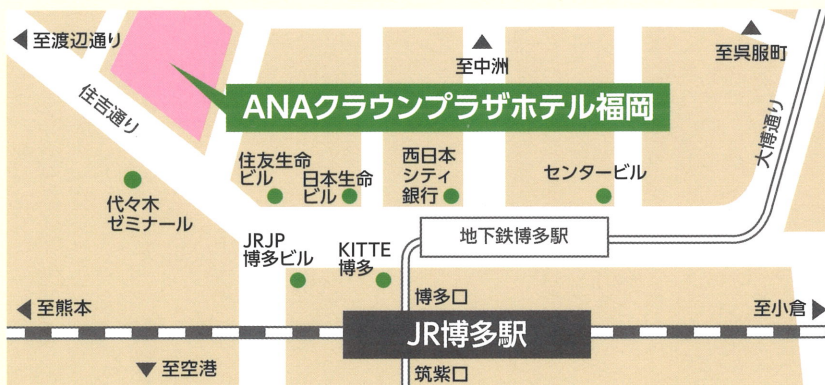 ◀至渡辺通り
▲
至中洲
▲
至呉服町
住吉通り
ANAクラウンプラザホテル福岡
大博通り
代々木
ゼミナール
住友生命
ビル
日本生命
ビル
西日本
シティ
銀行
センタービル
地下鉄博多駅
JRJP
博多ビル
KITTE
博多
博多口
◀至熊本
至小倉▶
JR博多駅
▼至空港
筑紫口